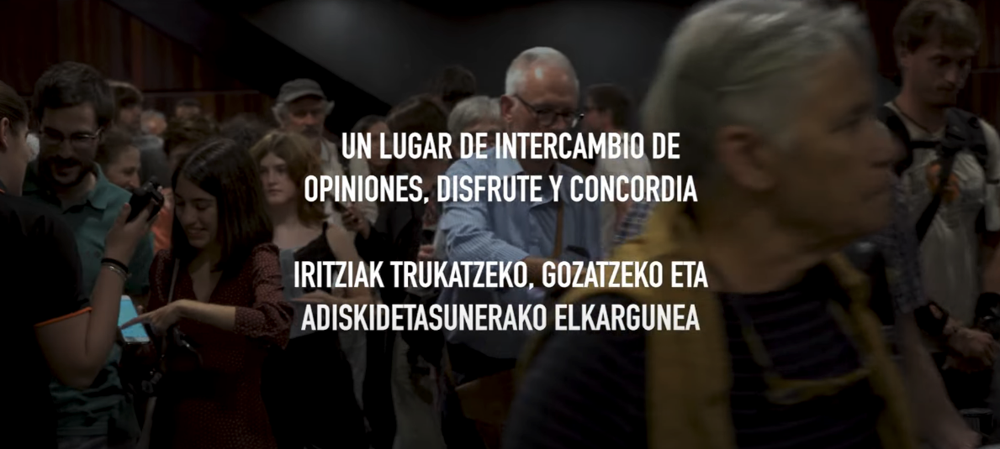 UN LUGAR DE INTERCAMBIO DE
OPINIONES, DISFRUTE Y CONCORDIA
IRITZIAK TRUKATZEKO, GOZATZEKO ETA
ADISKIDETASUNERAKO ELKARGUNEA